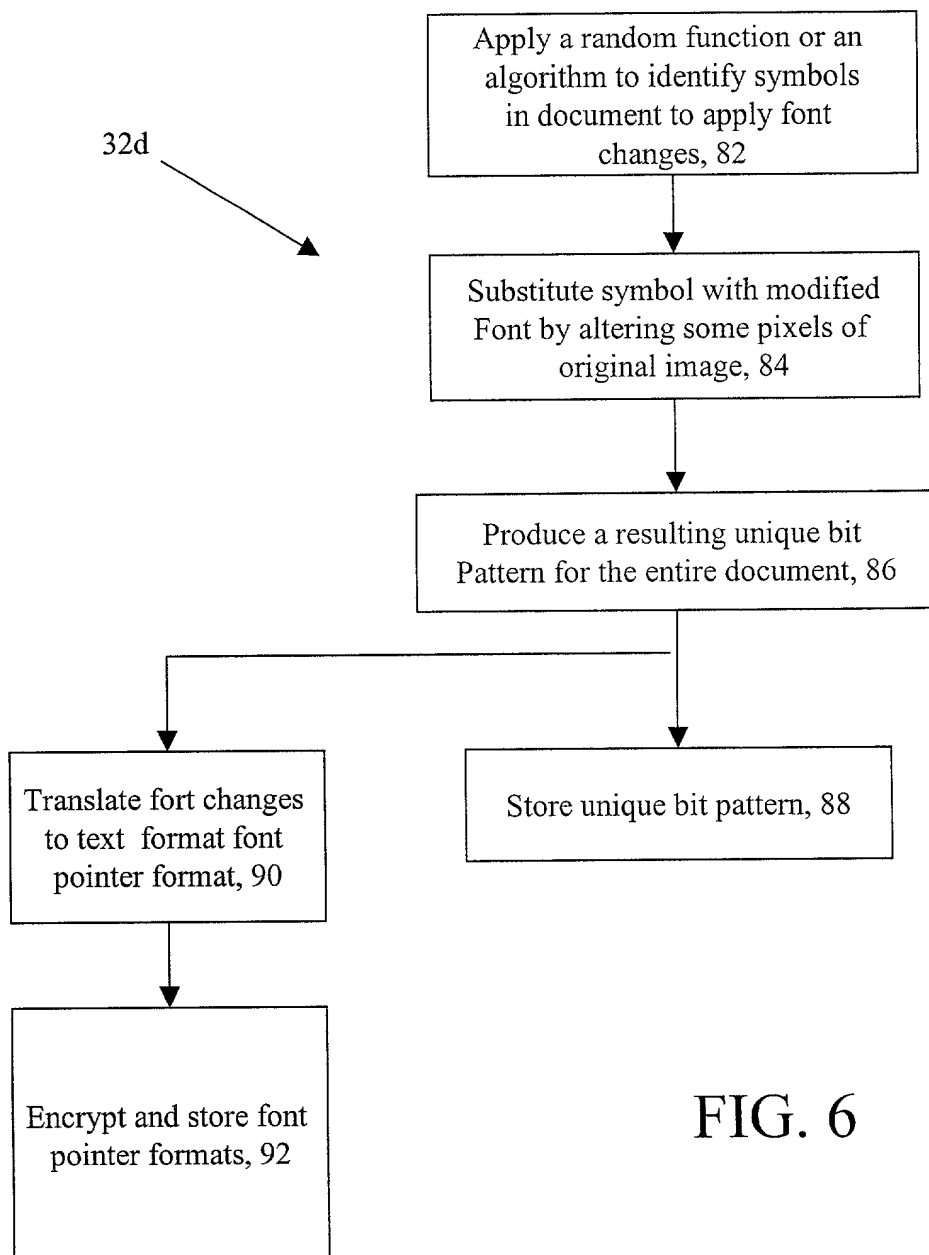 Apply a random function or an
algorithm to identify symbols
in document to apply font
changes, 82
32d
Substitute symbol with modified
Font by altering some pixels of
original image, 84
Produce a resulting unique bit
Pattern for the entire document, 86
Translate fort changes
to text format font
pointer format, 90
Store unique bit pattern, 88
Encrypt and store font
pointer formats, 92
FIG. 6